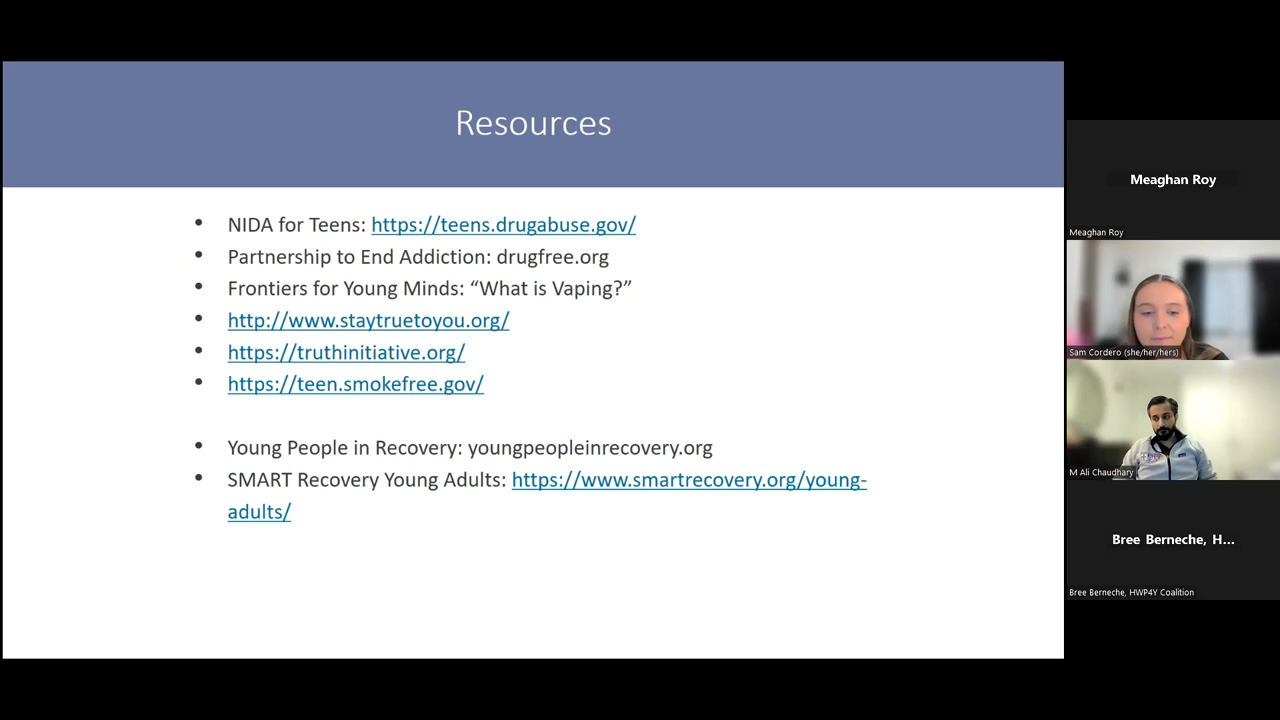 Resources
• NIDA for Teens: https://teens.drugabuse.gov/
• Partnership to End Addiction: drugfree.org
• Frontiers for Young Minds: “What is Vaping?”
• http://www.staytruetoyou.org/
• https://truthinitiative.org/
• https://teen.smokefree.gov/
• Young People in Recovery: youngpeopleinrecovery.org
• SMART Recovery Young Adults: https://www.smartrecovery.org/young-
adults/
Meaghan Roy
Meaghan Roy
Sam Cordero (she/her/hers)
M Ali Chaudhary
Bree Berneche, H...
Bree Berneche, HWP4Y Coalition